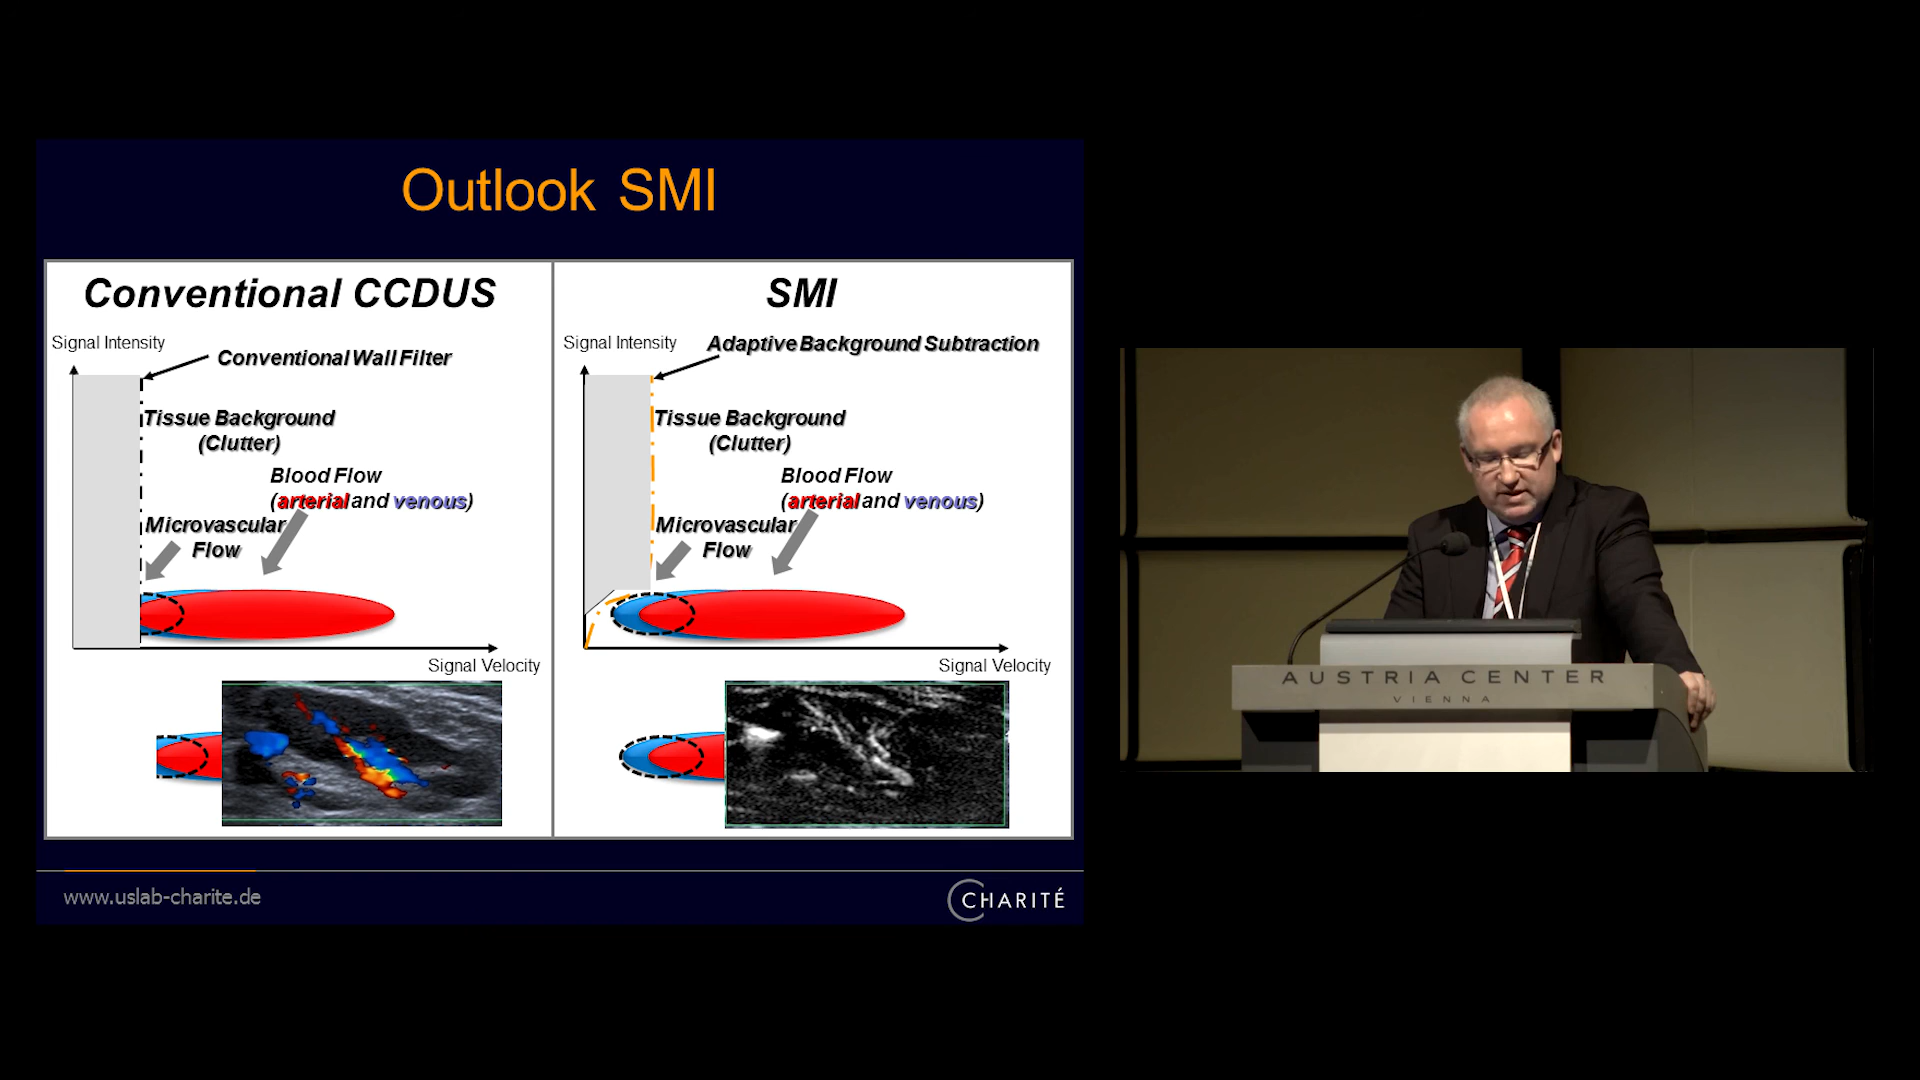 Outlook SMI
Conventional CCDUS
Signal Intensity
Conventional Wall Filter
Tissue Background
(Clutter)
Blood Flow
(arterial and venous)
Microvascular
Flow
Signal Velocity
SMI
Signal Intensity
Adaptive Background Subtraction
Tissue Background
(Clutter)
Blood Flow
(arterial and venous)
Microvascular
Flow
Signal Velocity
www.uslab-charite.de
CHARITÉ
AUSTRIA CENTER
VIENNA